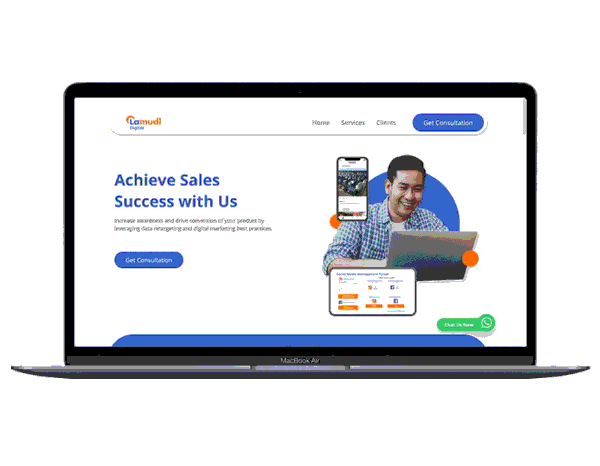 Lamudi
Digital
Home Services Clients Get Consultation
Achieve Sales
Success with Us
Increase awareness and drive conversion of your product by
leveraging data retargeting and digital marketing best practices.
Get Consultation
Social Media Management Retail
Chat Us Now
MacBook Air